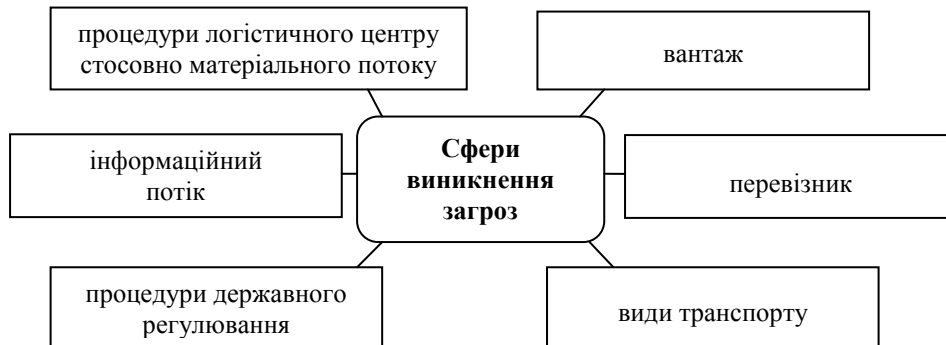 процедури логістичного центру
стосовно матеріального потоку
вантаж
Сфери
виникнення
загроз
інформаційний
потік
перевізник
процедури державного
регулювання
види транспорту